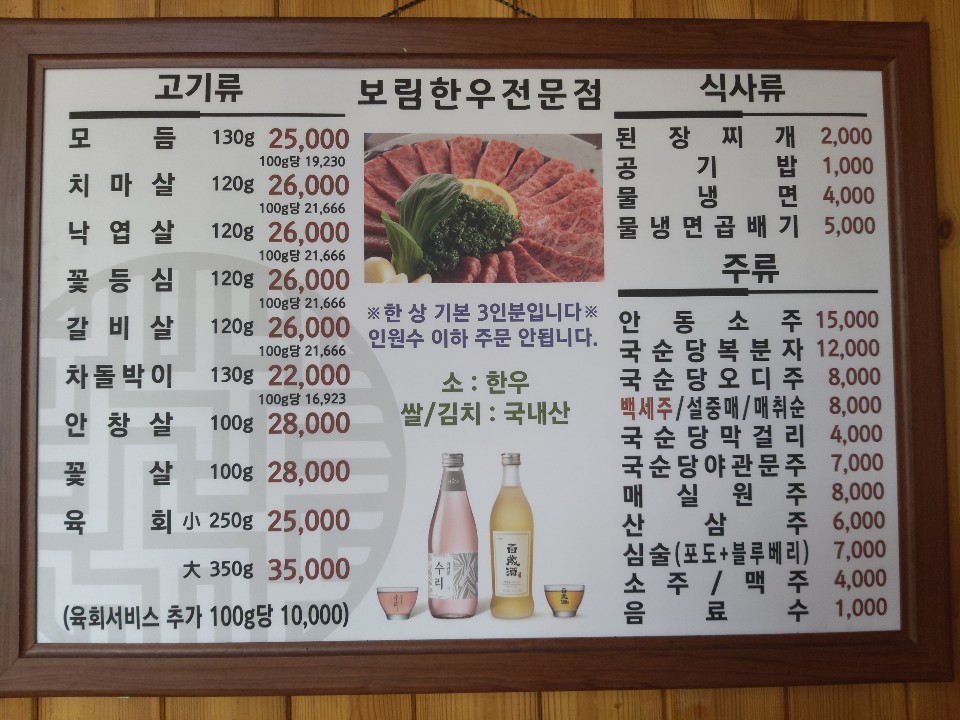 고기류
모듬 130g 25,000
100g당 19,230
치마살 120g 26,000
100g당 21,666
낙엽살 120g 26,000
100g당 21,666
꽃등심 120g 26,000
100g당 21,666
갈비살 120g 26,000
100g당 21,666
차돌박이 130g 22,000
100g당 16,923
안창살 100g 28,000
꽃살 100g 28,000
육회 小 250g 25,000
大 350g 35,000
(육회서비스 추가 100g당 10,000)
보림한우전문점
※한 상 기본 3인분입니다※
인원수 이하 주문 안됩니다.
소 : 한우
쌀/김치 : 국내산
수리
百歲酒
식사류
된장찌개 2,000
공기밥 1,000
물냉면 4,000
물냉면곱배기 5,000
주류
안동소주 15,000
국순당복분자 12,000
국순당오디주 8,000
백세주/설중매/매취순 8,000
국순당막걸리 4,000
국순당야관문주 7,000
매실원주 8,000
산삼주 6,000
심술(포도+블루베리) 7,000
소주/맥주 4,000
음료수 1,000